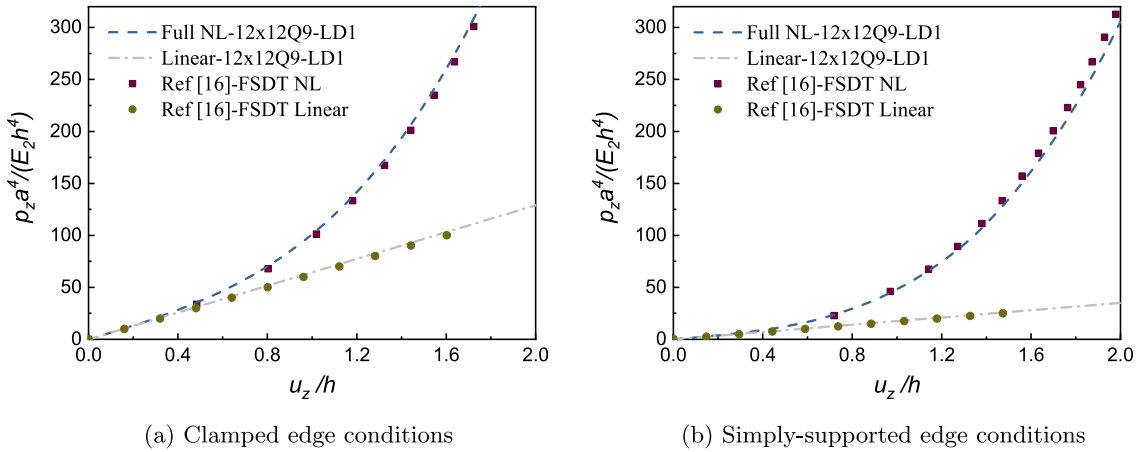 Full NL-12x12Q9-LD1
Linear-12x12Q9-LD1
Ref [16]-FSDT NL
Ref [16]-FSDT Linear
300
250
200
150
100
50
0
0.0 0.4 0.8 1.2 1.6 2.0
p_z a^4/(E_2h^4)
u_z /h
(a) Clamped edge conditions
Full NL-12x12Q9-LD1
Linear-12x12Q9-LD1
Ref [16]-FSDT NL
Ref [16]-FSDT Linear
300
250
200
150
100
50
0
0.0 0.4 0.8 1.2 1.6 2.0
p_z a^4/(E_2h^4)
u_z /h
(b) Simply-supported edge conditions